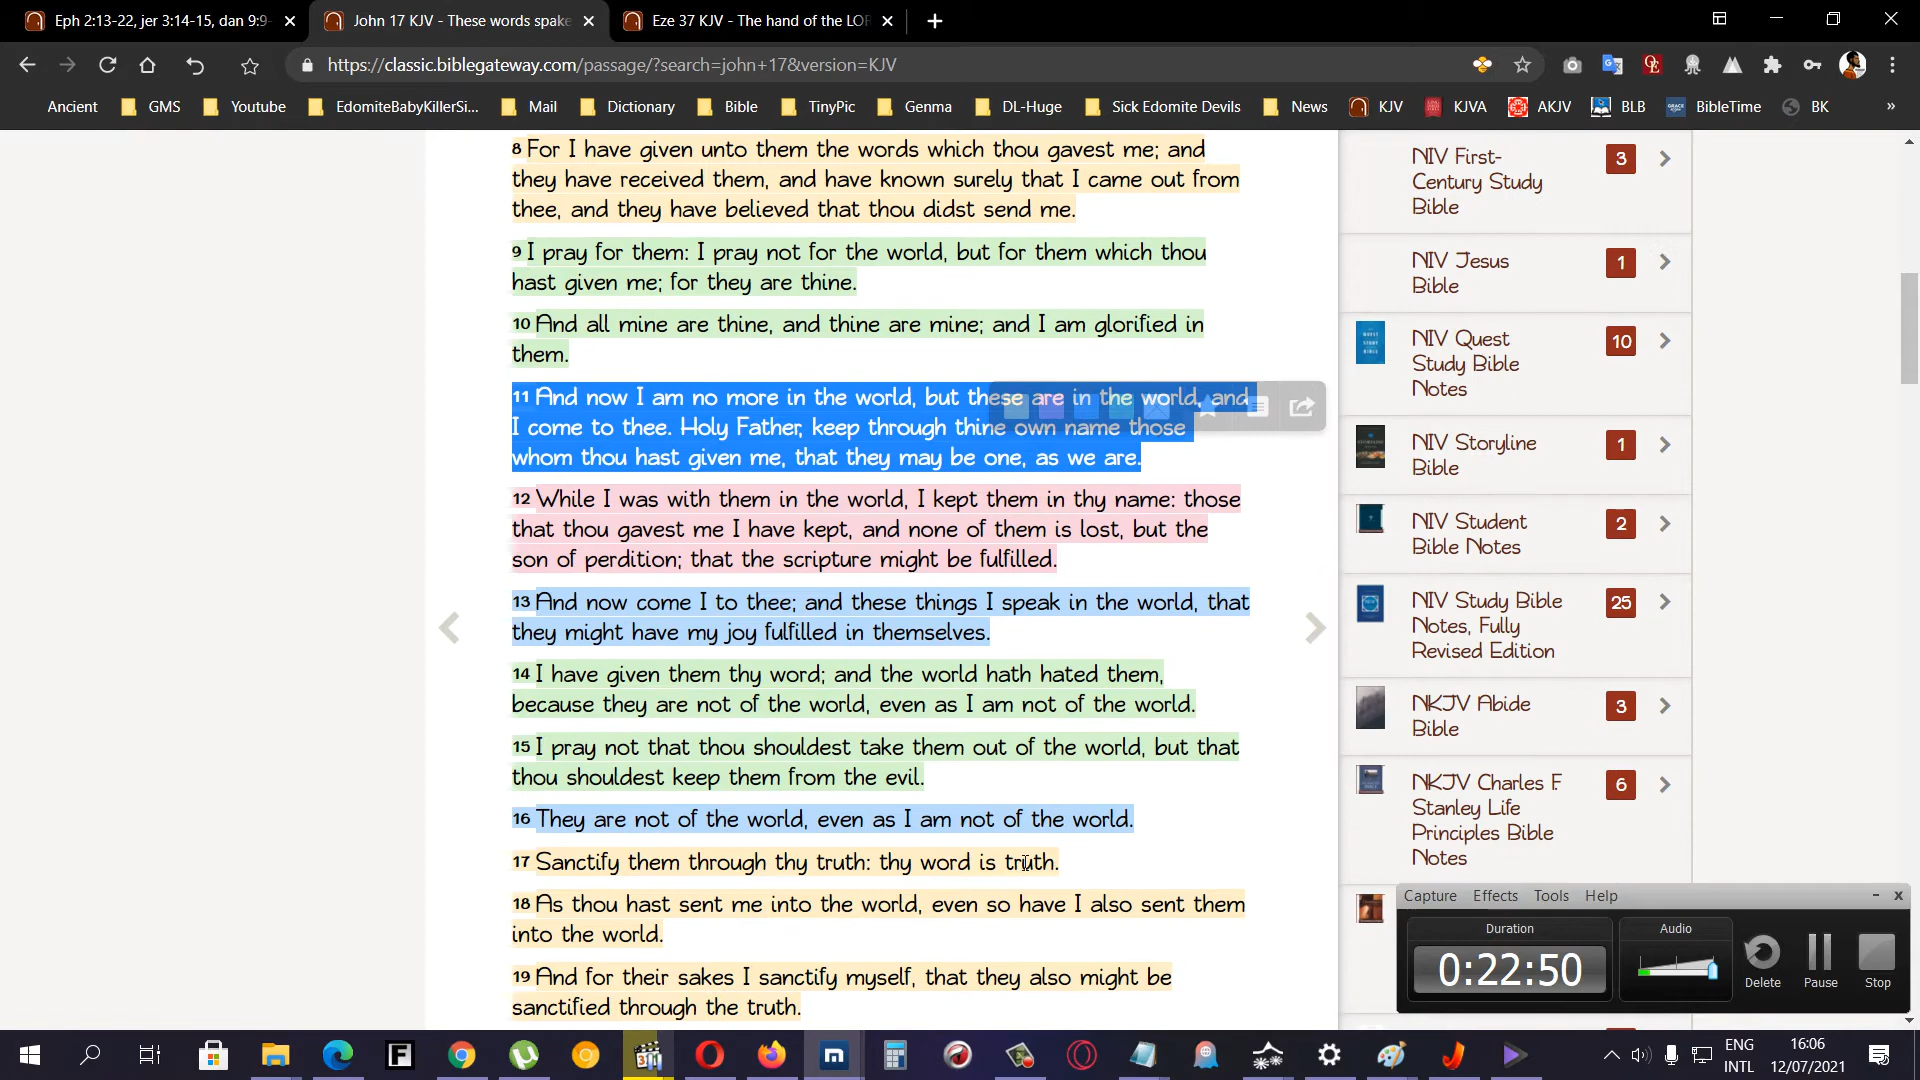 Eph 2:13-22, jer 3:14-15, dan 9:9-
John 17 KJV - These words spake
Eze 37 KJV - The hand of the LOR
https://classic.biblegateway.com/passage/?search=john+17&version=KJV
Ancient
GMS
Youtube
EdomiteBabyKillerSi...
Mail
Dictionary
Bible
TinyPic
Genma
DL-Huge
Sick Edomite Devils
News
KJV
KJVA
AKJV
BLB
BibleTime
BK
»
8 For I have given unto them the words which thou gavest me; and
they have received them, and have known surely that I came out from
thee, and they have believed that thou didst send me.
9 I pray for them: I pray not for the world, but for them which thou
hast given me; for they are thine.
10 And all mine are thine, and thine are mine; and I am glorified in
them.
11 And now I am no more in the world, but these are in the world, and
I come to thee. Holy Father, keep through thine own name those
whom thou hast given me, that they may be one, as we are.
12 While I was with them in the world, I kept them in thy name: those
that thou gavest me I have kept, and none of them is lost, but the
son of perdition; that the scripture might be fulfilled.
13 And now come I to thee; and these things I speak in the world, that
they might have my joy fulfilled in themselves.
14 I have given them thy word; and the world hath hated them,
because they are not of the world, even as I am not of the world.
15 I pray not that thou shouldest take them out of the world, but that
thou shouldest keep them from the evil.
16 They are not of the world, even as I am not of the world.
17 Sanctify them through thy truth: thy word is truth.
18 As thou hast sent me into the world, even so have I also sent them
into the world.
19 And for their sakes I sanctify myself, that they also might be
sanctified through the truth.
NIV First-
Century Study
Bible
3
NIV Jesus
Bible
1
NIV Quest
Study Bible
Notes
10
NIV Storyline
Bible
1
NIV Student
Bible Notes
2
NIV Study Bible
Notes, Fully
Revised Edition
25
NKJV Abide
Bible
3
NKJV Charles F.
Stanley Life
Principles Bible
Notes
6
Capture
Effects
Tools
Help
Duration
0:22:50
Audio
Delete
Pause
Stop
ENG
INTL
16:06
12/07/2021